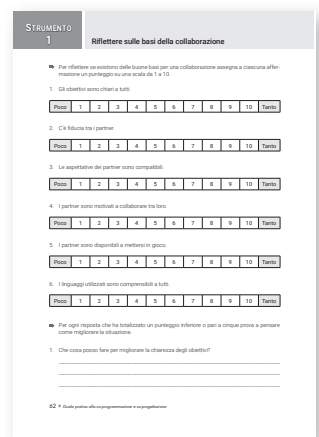 STRUMENTO
1
Riflettere sulle basi della collaborazione
Per riflettere se esistono delle buone basi per una collaborazione assegna a ciascuna affer-
mazione un punteggio su una scala da 1 a 10.
1. Gli obiettivi sono chiari a tutti.
Poco 1 2 3 4 5 6 7 8 9 10 Tanto
2. C'è fiducia tra i partner.
Poco 1 2 3 4 5 6 7 8 9 10 Tanto
3. Le aspettative dei partner sono compatibili.
Poco 1 2 3 4 5 6 7 8 9 10 Tanto
4. I partner sono motivati a collaborare tra loro.
Poco 1 2 3 4 5 6 7 8 9 10 Tanto
5. I partner sono disponibili a mettersi in gioco.
Poco 1 2 3 4 5 6 7 8 9 10 Tanto
6. I linguaggi utilizzati sono comprensibili a tutti.
Poco 1 2 3 4 5 6 7 8 9 10 Tanto
Per ogni risposta che ha totalizzato un punteggio inferiore o pari a cinque prova a pensare
come migliorare la situazione.
1. Che cosa posso fare per migliorare la chiarezza degli obiettivi?
62 • Guida pratica alla co-programmazione e co-progettazione